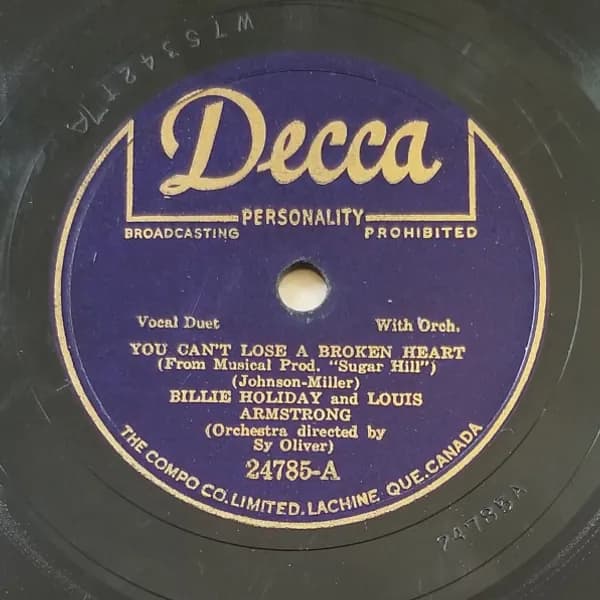 W75342T7A
Decca
PERSONALITY
BROADCASTING PROHIBITED
Vocal Duet With Orch.
YOU CAN'T LOSE A BROKEN HEART
(From Musical Prod. "Sugar Hill")
(Johnson-Miller)
BILLIE HOLIDAY and LOUIS
ARMSTRONG
(Orchestra directed by
Sy Oliver)
24785-A
THE COMPO CO. LIMITED. LACHINE QUE. CANADA
24785A